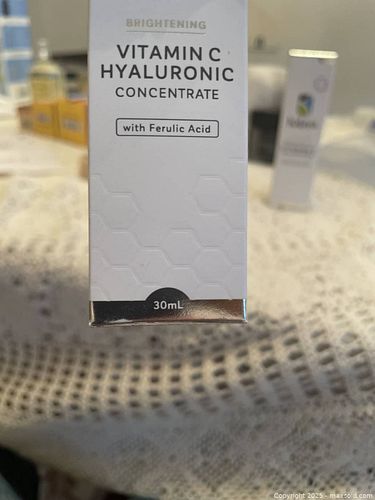 BRIGHTENING
VITAMIN C
HYALURONIC
CONCENTRATE
with Ferulic Acid
30mL
Copyright 2025 - maxsold.com